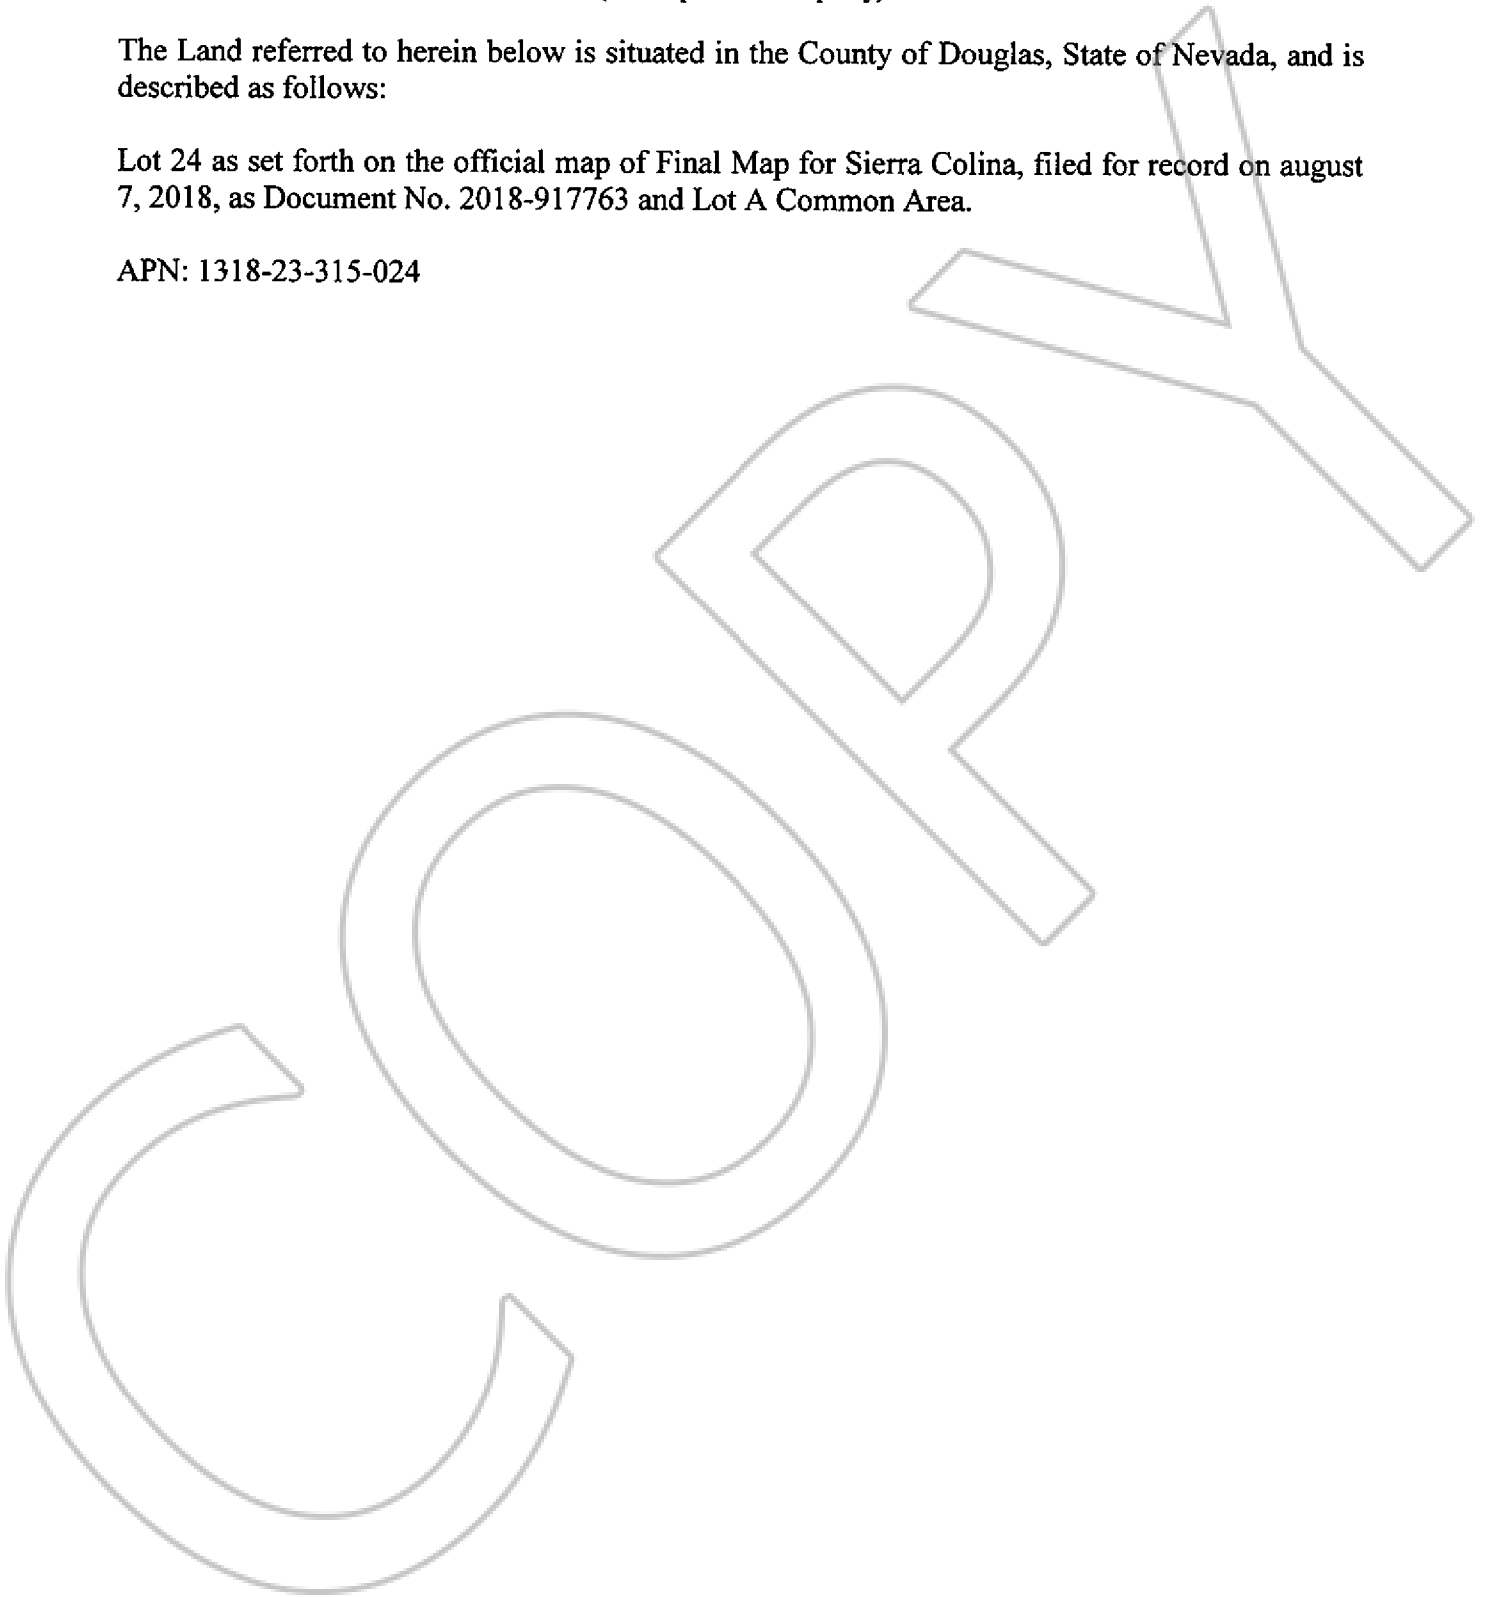 The Land referred to herein below is situated in the County of Douglas, State of Nevada, and is
described as follows:
Lot 24 as set forth on the official map of Final Map for Sierra Colina, filed for record on august
7, 2018, as Document No. 2018-917763 and Lot A Common Area.
APN: 1318-23-315-024
COPY